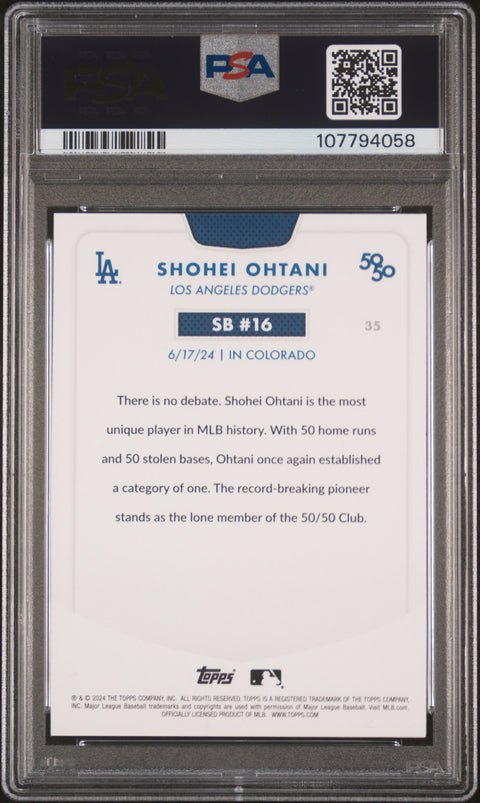 PSA
107794058
LA
SHOHEI OHTANI
50/50
LOS ANGELES DODGERS®
SB #16
35
6/17/24 | IN COLORADO
There is no debate. Shohei Ohtani is the most
unique player in MLB history. With 50 home runs
and 50 stolen bases, Ohtani once again established
a category of one. The record-breaking pioneer
stands as the lone member of the 50/50 Club.
topps
® & © 2024 THE TOPPS COMPANY, INC. ALL RIGHTS RESERVED. TOPPS IS A REGISTERED TRADEMARK OF THE TOPPS COMPANY,
INC. Major League Baseball trademarks and copyrights are used with permission of Major League Baseball. Visit MLB.com.
OFFICIALLY LICENSED PRODUCT OF MLB. WWW.TOPPS.COM
PSA